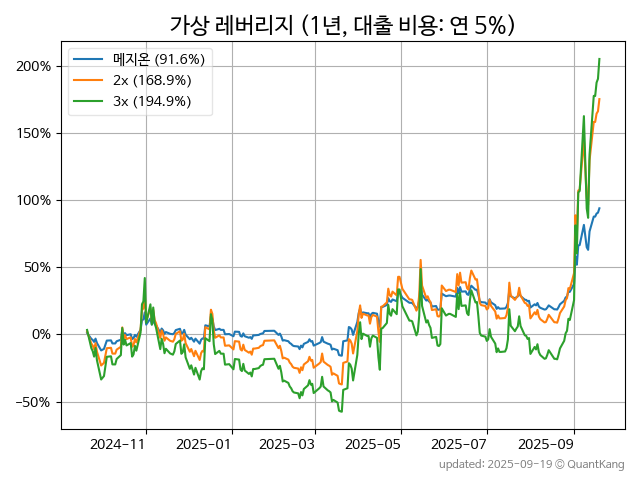 가상 레버리지 (1년, 대출 비용: 연 5%)
메지온 (91.6%)
2x (168.9%)
3x (194.9%)
200%
150%
100%
50%
0%
−50%
2024-11
2025-01
2025-03
2025-05
2025-07
2025-09
updated: 2025-09-19 © QuantKang